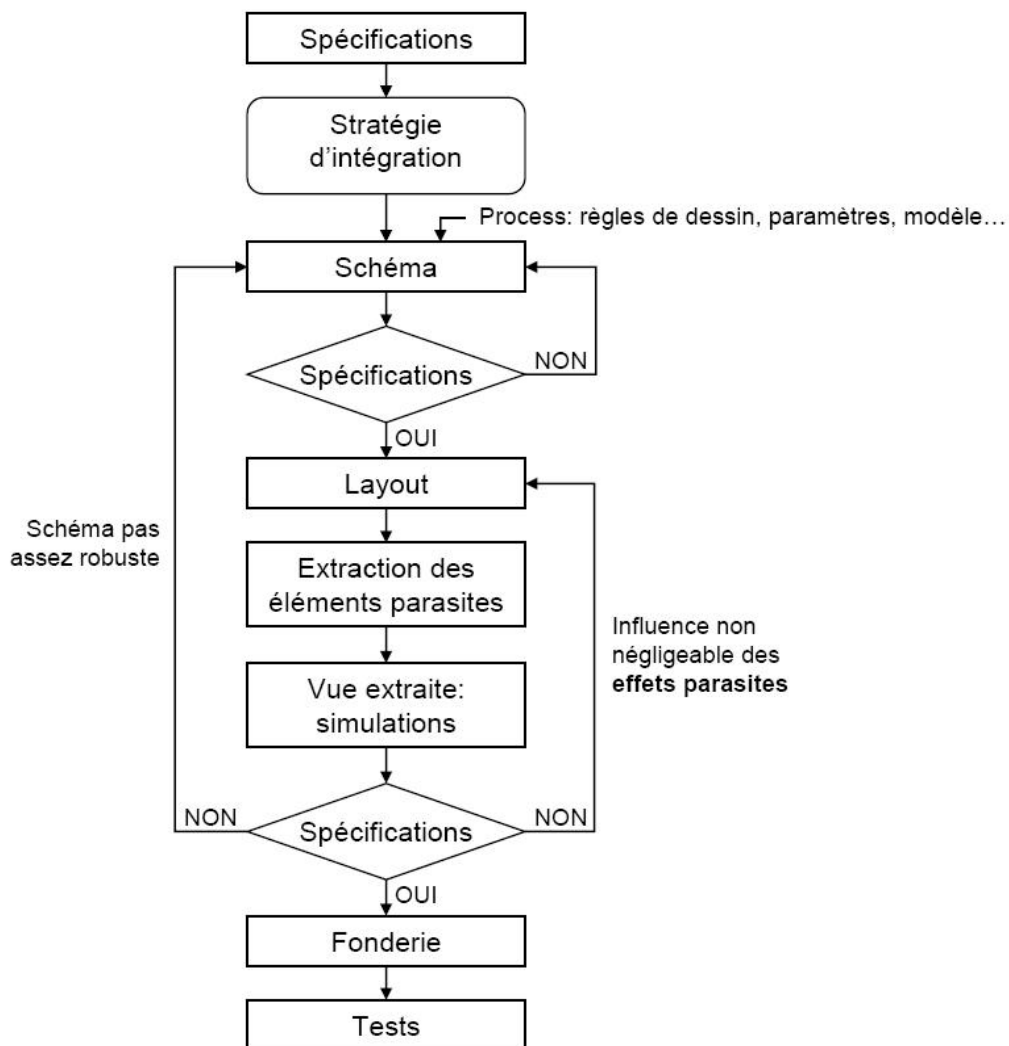 Spécifications
Stratégie
d'intégration
Process: règles de dessin, paramètres, modèle…
Schéma
Spécifications
NON
OUI
Layout
Schéma pas
assez robuste
Extraction des
éléments parasites
Influence non
négligeable des
effets parasites
Vue extraite:
simulations
NON
Spécifications
NON
OUI
Fonderie
Tests